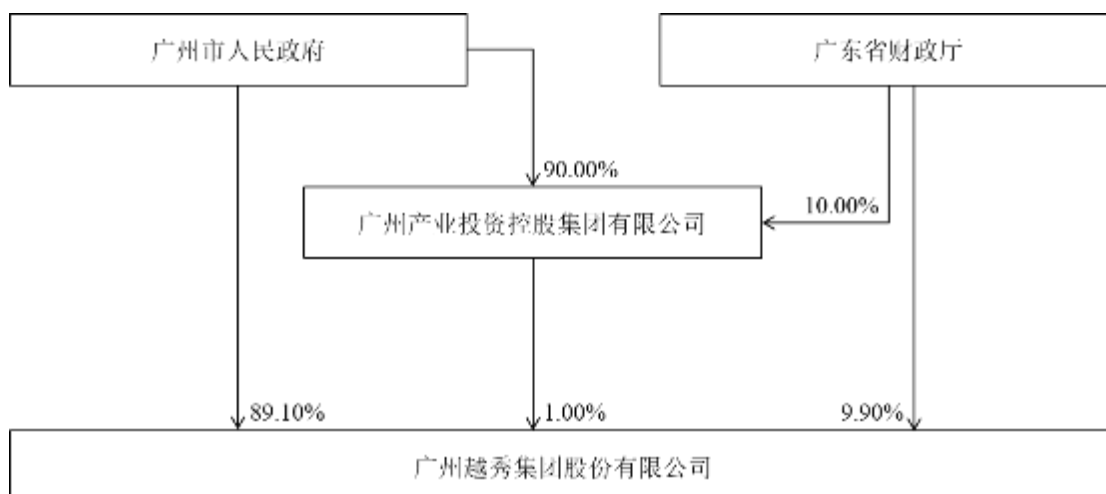 广州市人民政府
广东省财政厅
90.00%
10.00%
广州产业投资控股集团有限公司
89.10%
1.00%
9.90%
广州越秀集团股份有限公司